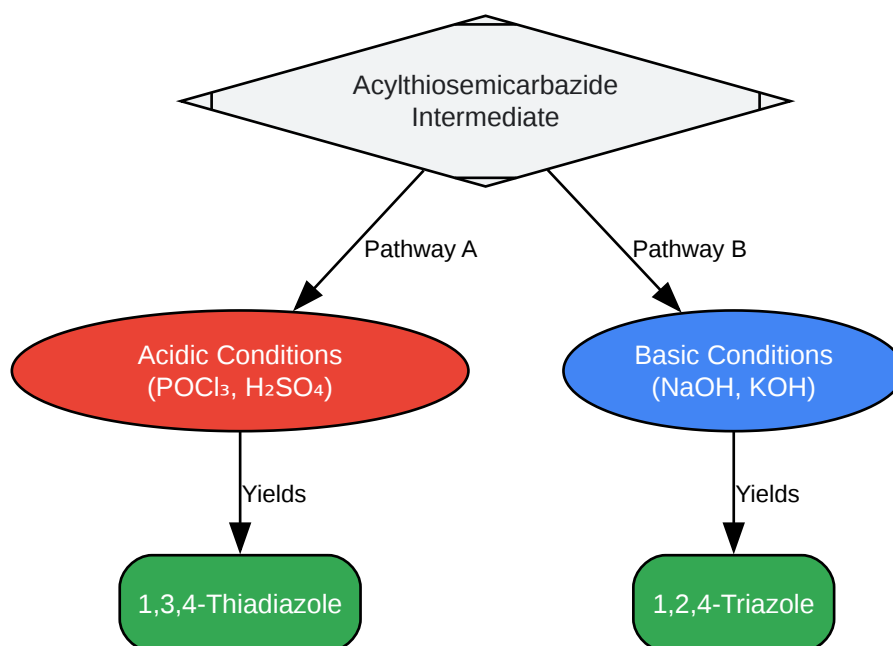 Acylthiosemicarbazide
Intermediate
Pathway A
Pathway B
Acidic Conditions
(POCl₃, H₂SO₄)
Basic Conditions
(NaOH, KOH)
Yields
Yields
1,3,4-Thiadiazole
1,2,4-Triazole